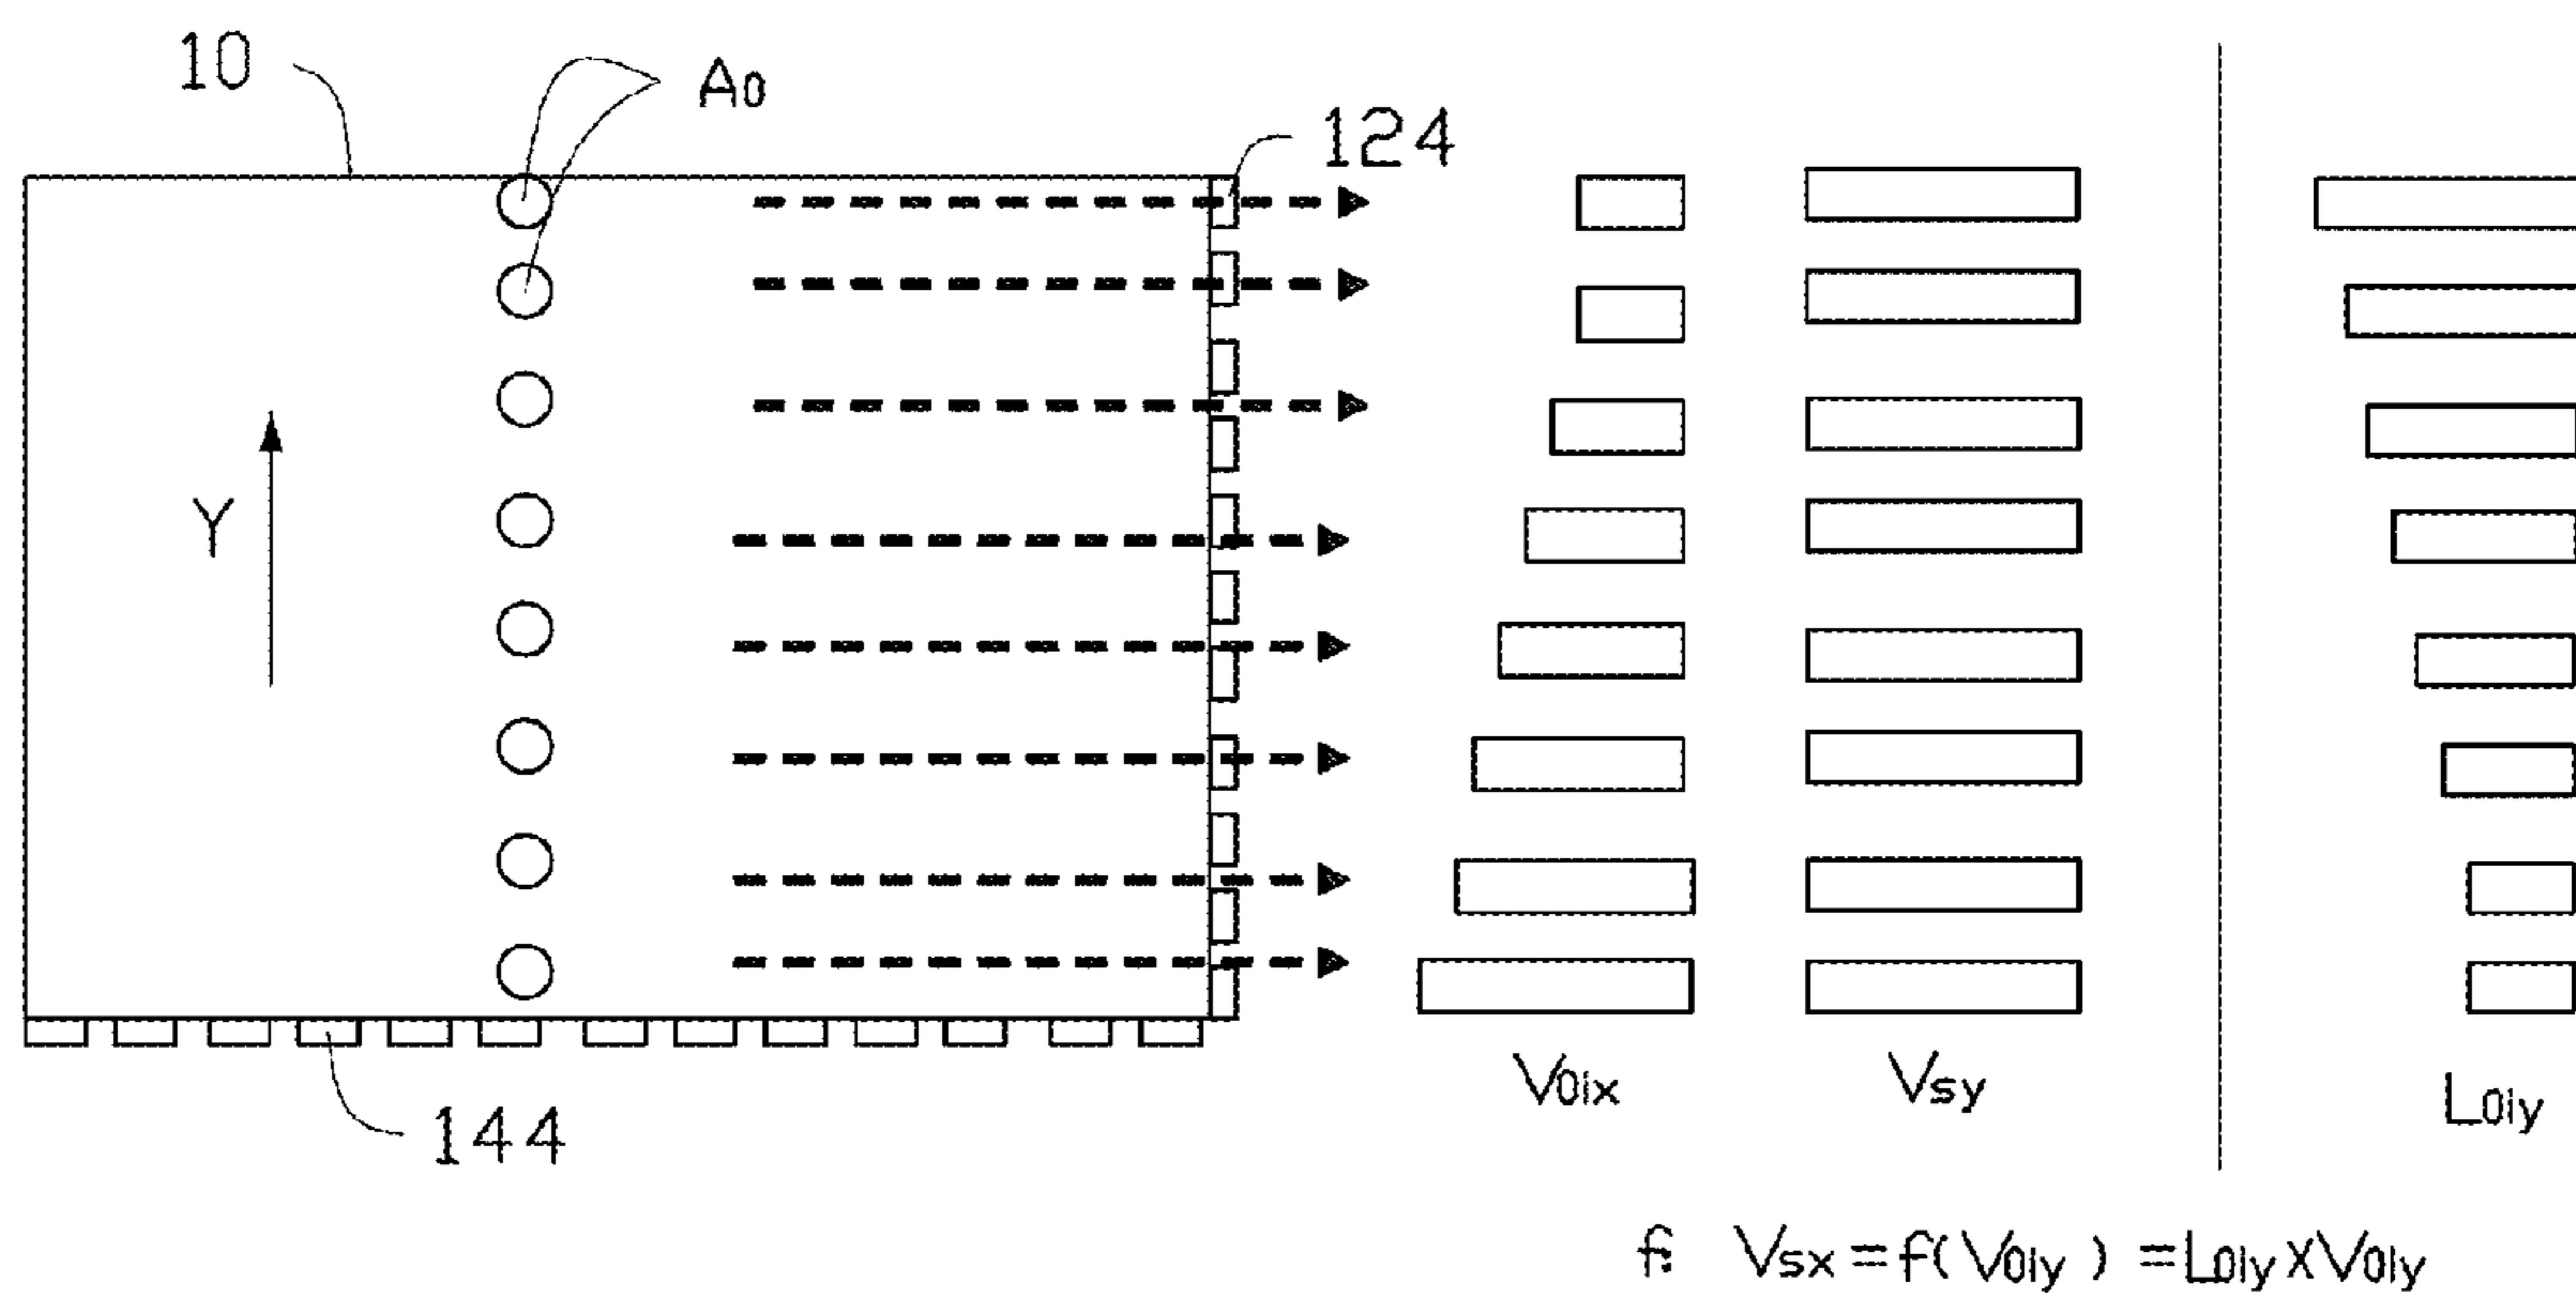 10
A0
124
Y
144
V0ix
Vsy
L0iy
f: Vsx = f( V0iy ) = L0iy X V0iy